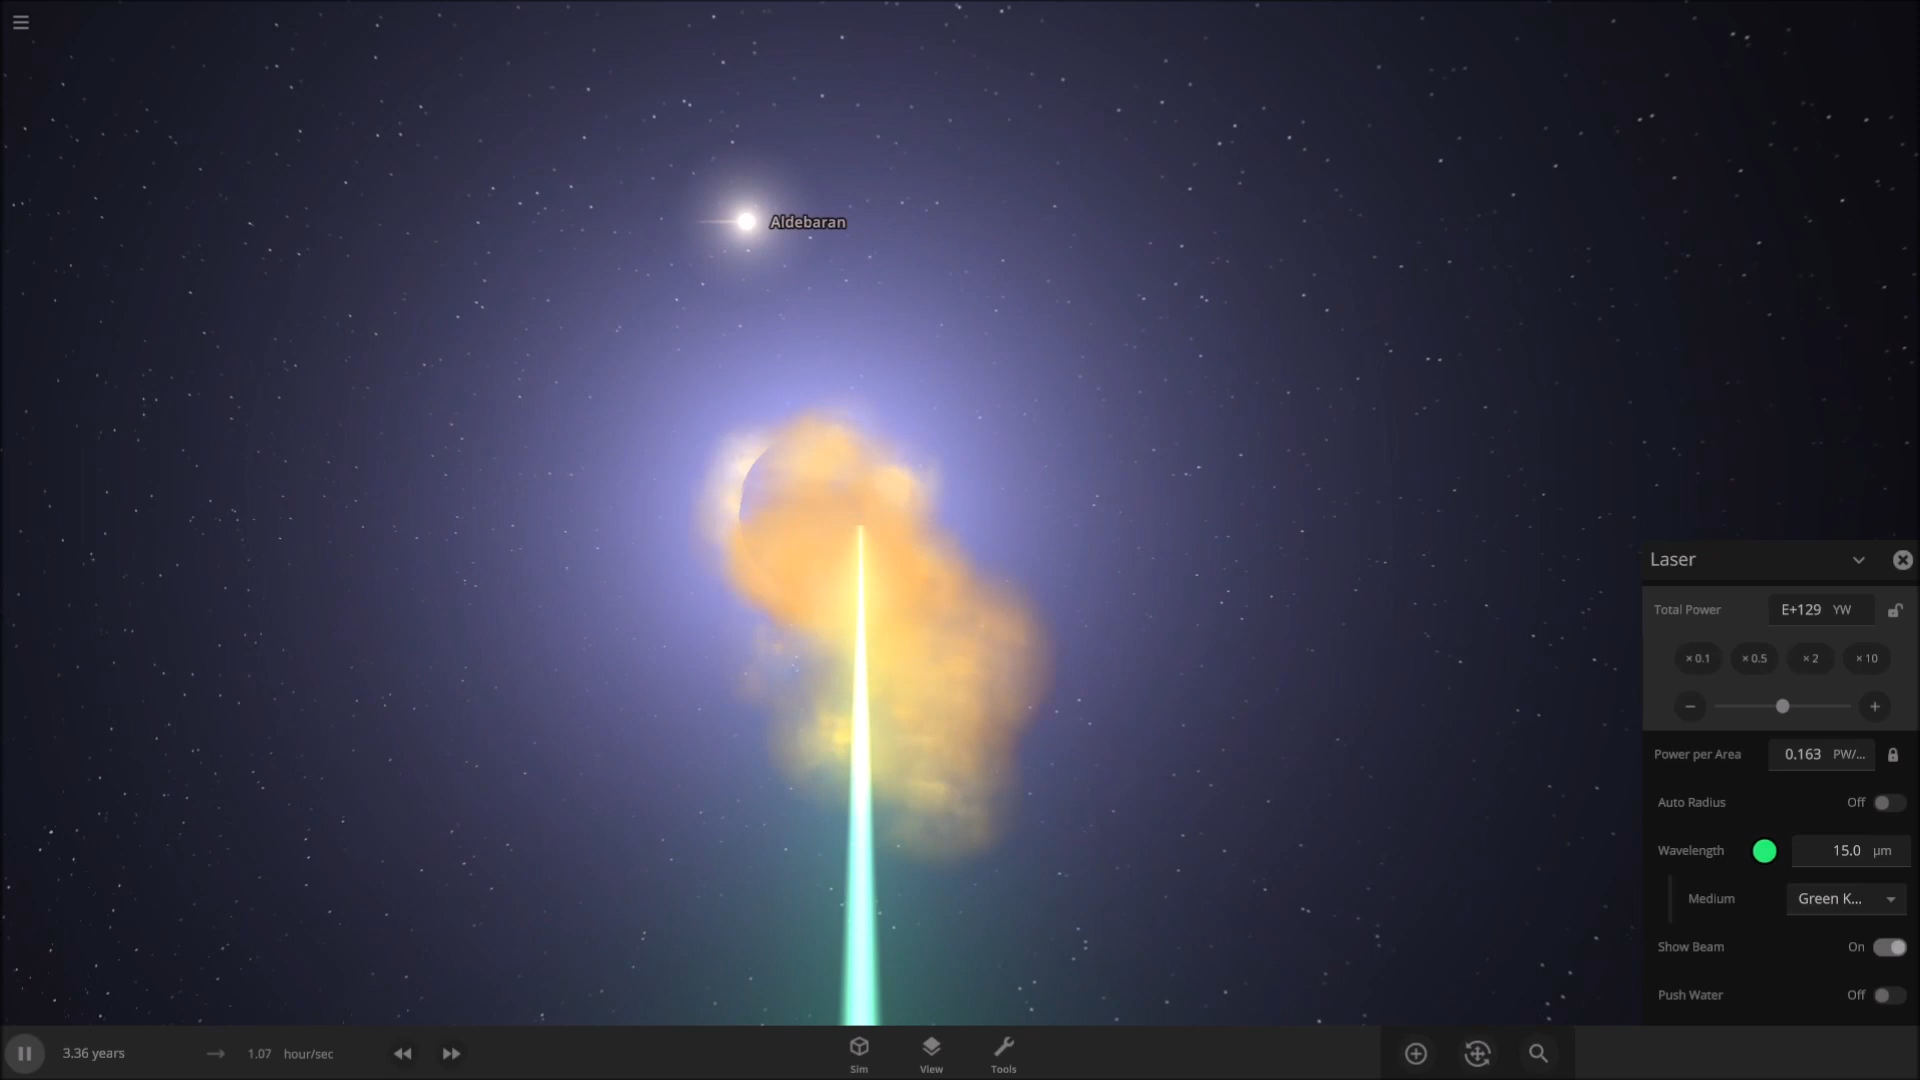 Aldebaran
Laser
Total Power E+129 YW
× 0.1 × 0.5 × 2 × 10
Power per Area 0.163 PW/...
Auto Radius Off
Wavelength 15.0 µm
Medium Green K...
Show Beam On
Push Water Off
3.36 years 1.07 hour/sec
Sim View Tools